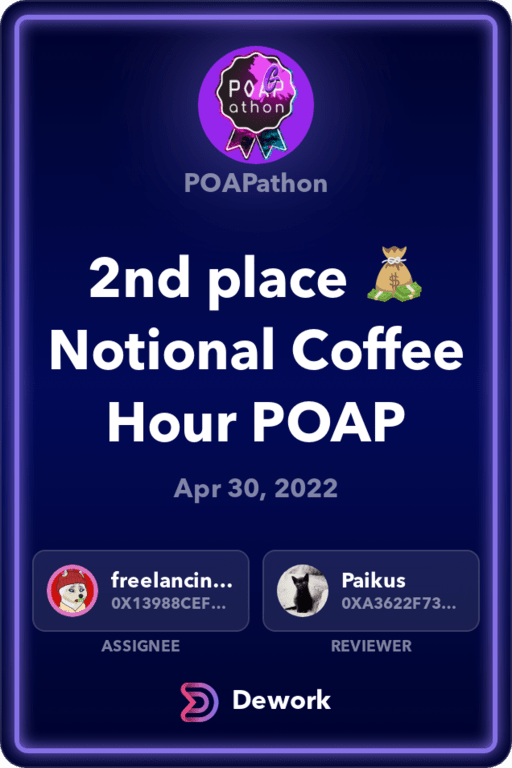 POAP
athon
POAPathon
2nd place 💰
Notional Coffee
Hour POAP
Apr 30, 2022
freelancin...
0X13988CEF...
ASSIGNEE
Paikus
0XA3622F73...
REVIEWER
Dework